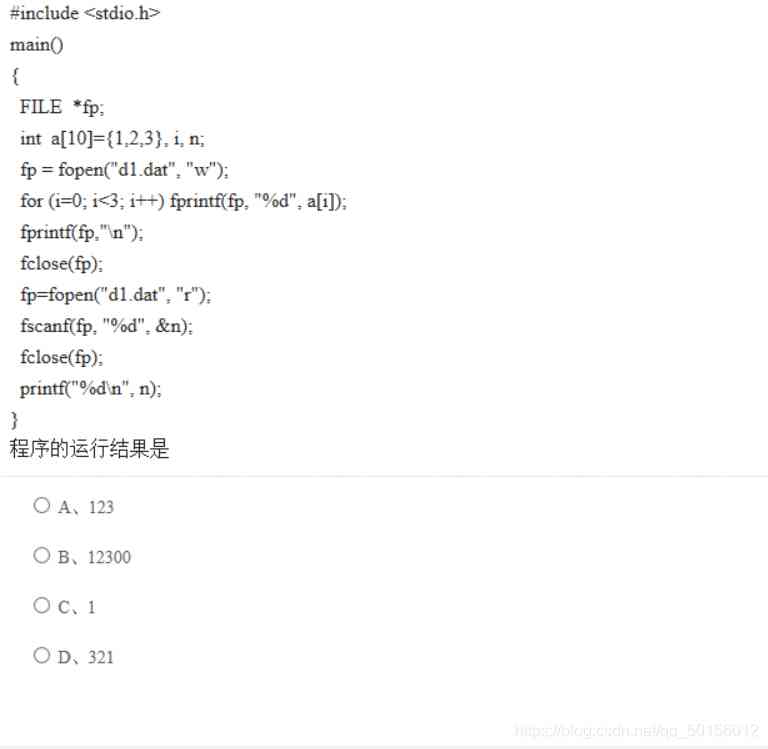 #include <stdio.h>
main()
{
FILE *fp;
int a[10]={1,2,3}, i, n;
fp = fopen("d1.dat", "w");
for (i=0; i<3; i++) fprintf(fp, "%d", a[i]);
fprintf(fp,"\n");
fclose(fp);
fp=fopen("d1.dat", "r");
fscanf(fp, "%d", &n);
fclose(fp);
printf("%d\n", n);
}
程序的运行结果是
A、123
B、12300
C、1
D、321
https://blog.csdn.net/qq_50156012